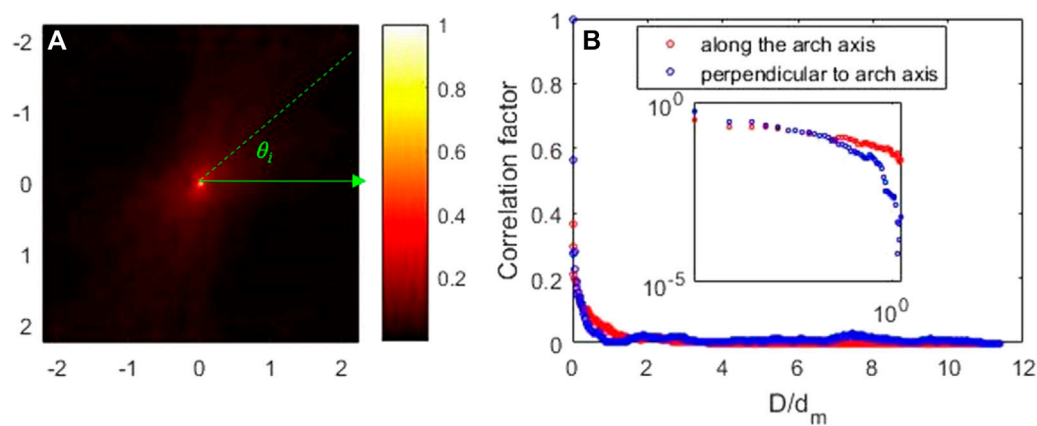 A
-2
-1
0
1
2
-2 -1 0 1 2
θi
1
0.8
0.6
0.4
0.2
B
along the arch axis
perpendicular to arch axis
Correlation factor
1
0.8
0.6
0.4
0.2
0
0 2 4 6 8 10 12
D/dm
10^0
10^-5
10^0